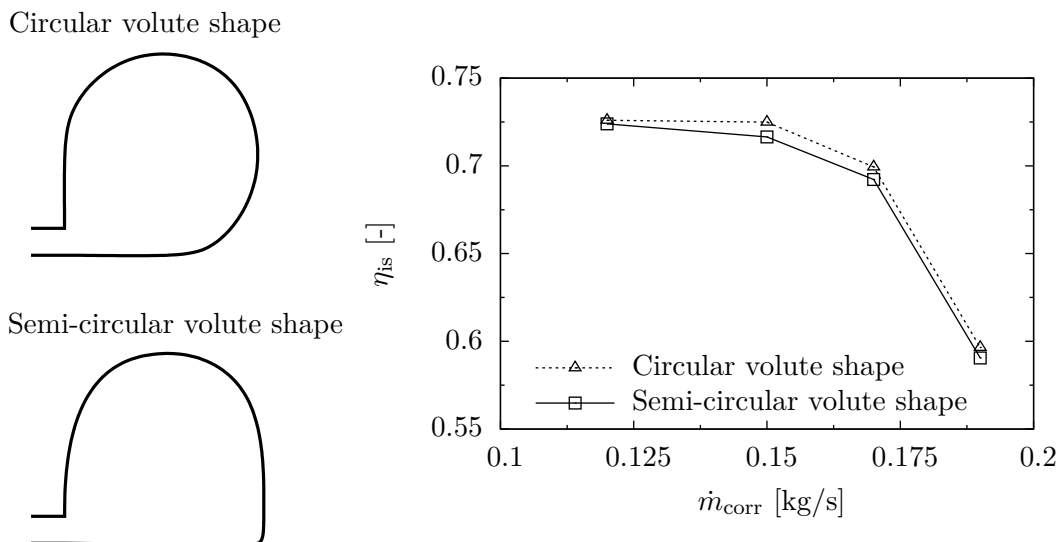 Circular volute shape
Semi-circular volute shape
0.75
0.7
0.65
0.6
0.55
η_is [-]
Circular volute shape
Semi-circular volute shape
0.1 0.125 0.15 0.175 0.2
ṁ_corr [kg/s]